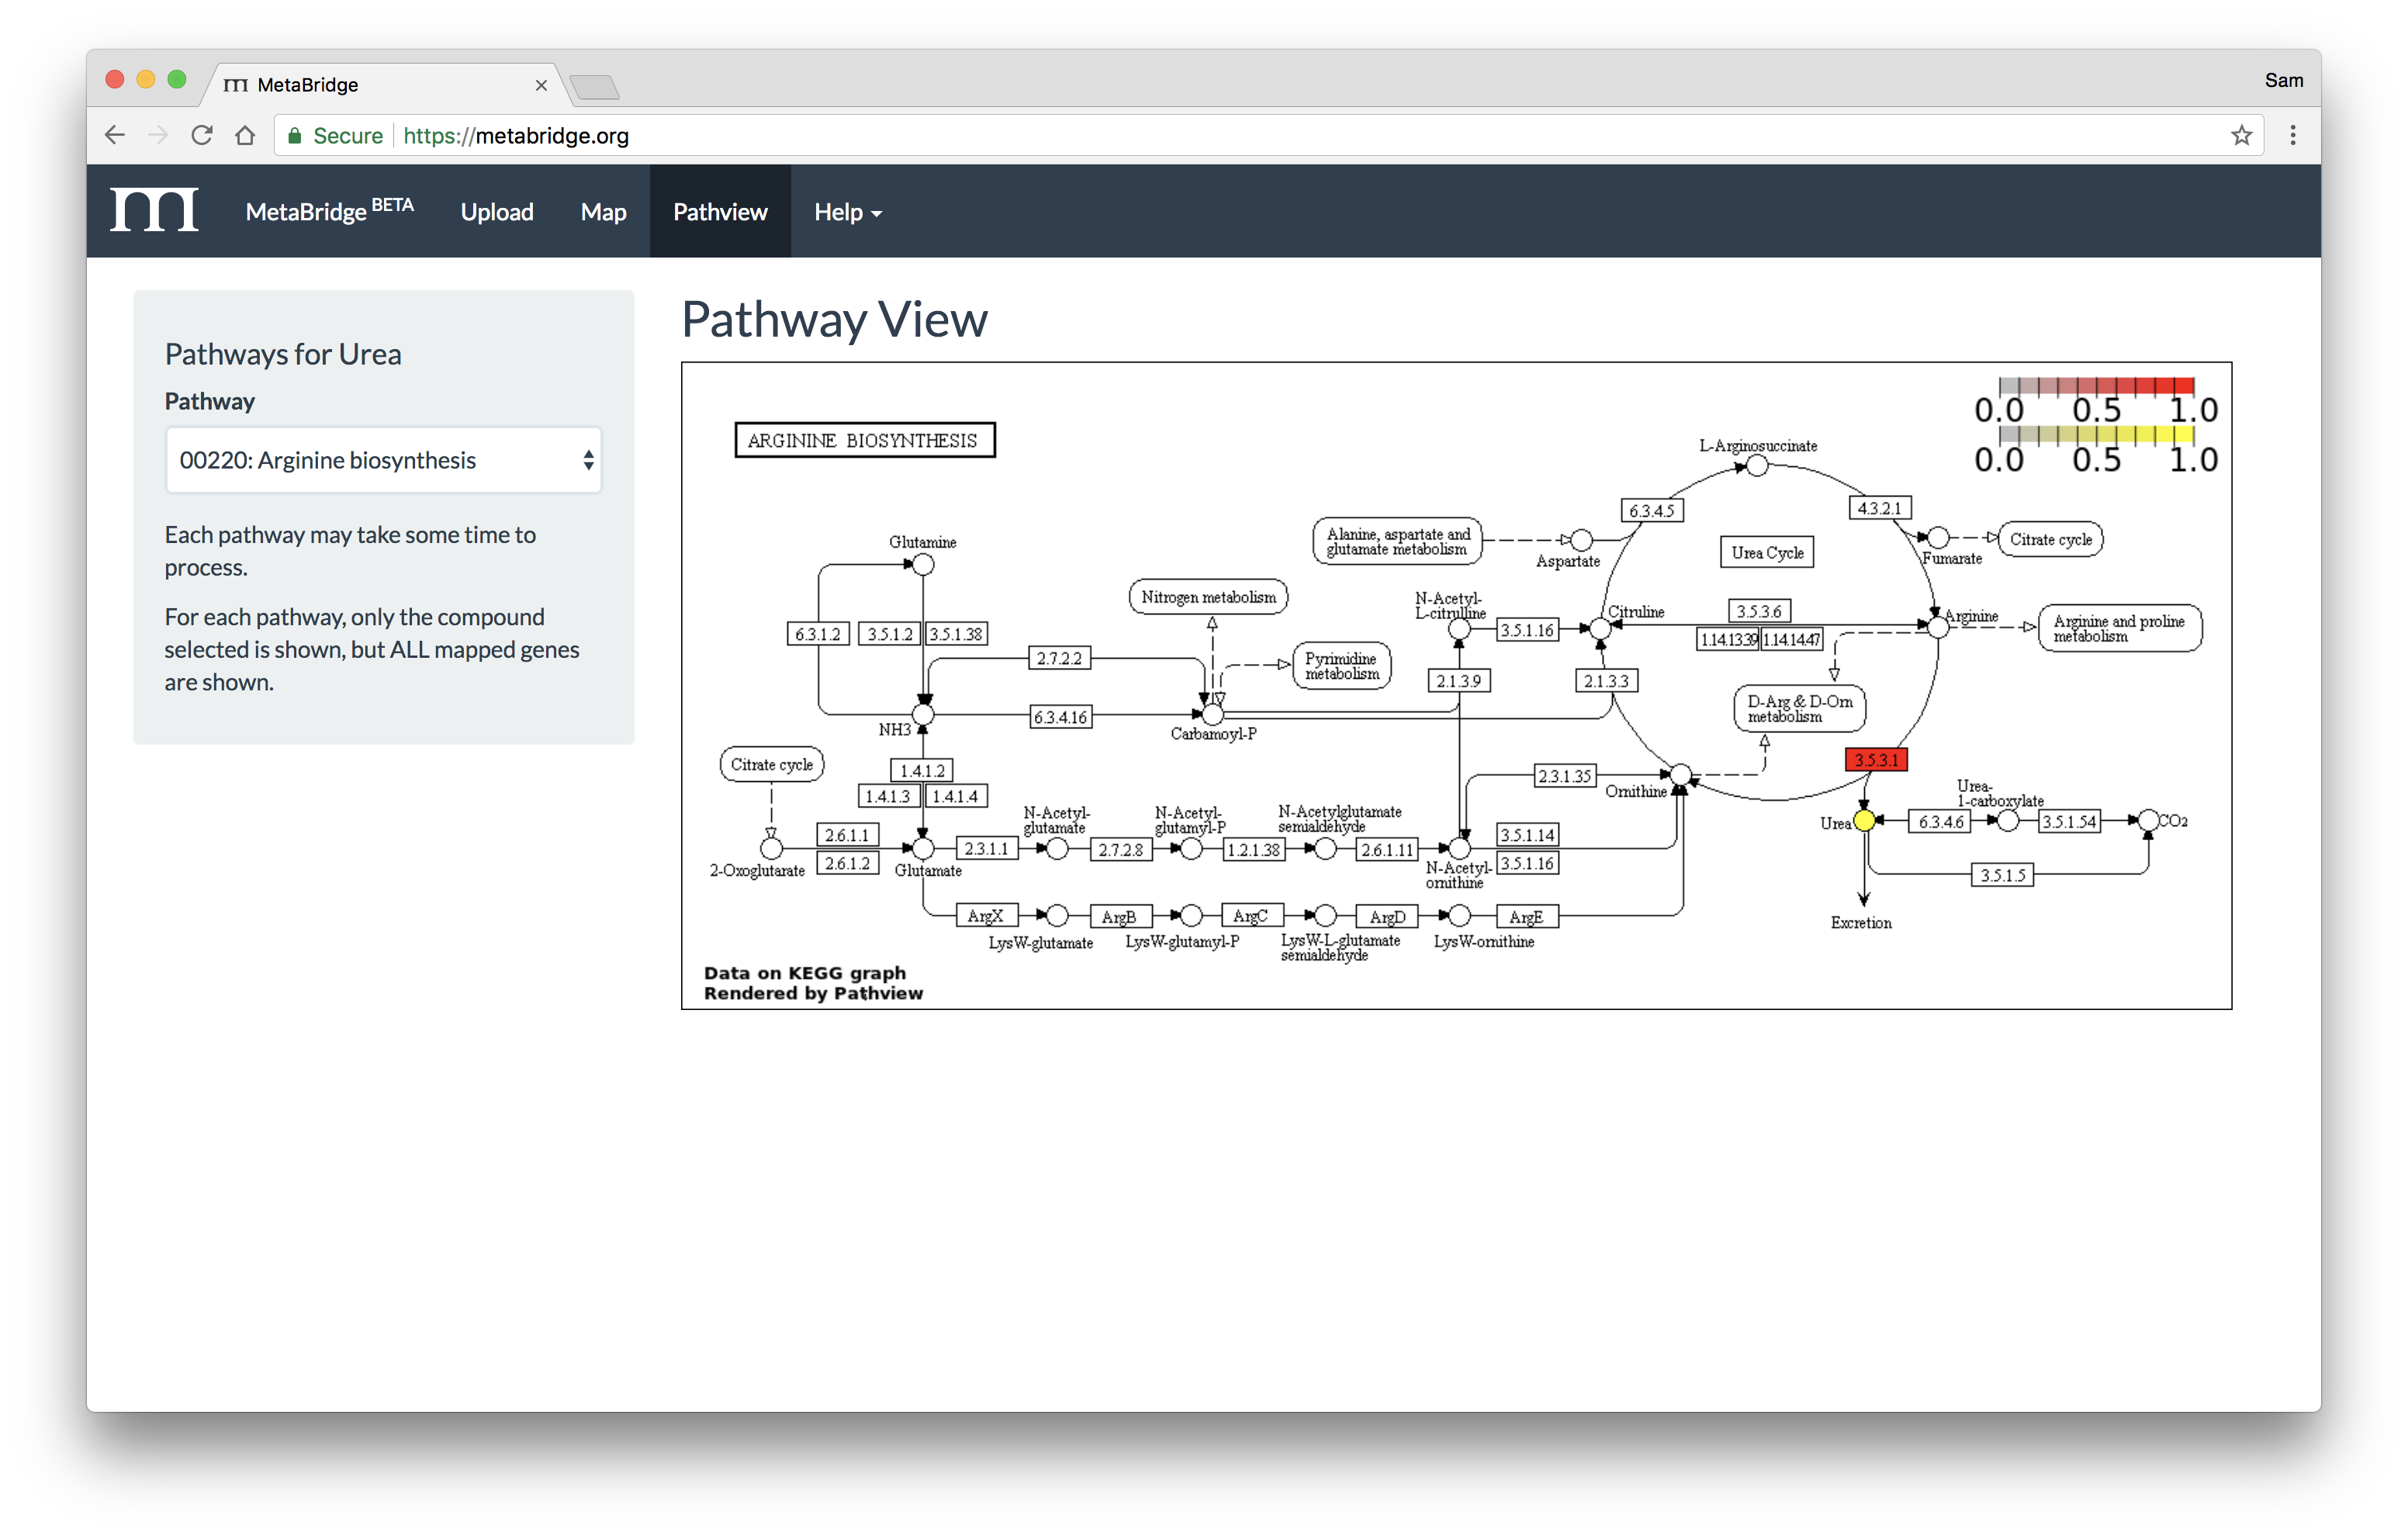 MetaBridge
Sam
Secure https://metabridge.org
m MetaBridge BETA Upload Map Pathview Help
Pathways for Urea
Pathway
00220: Arginine biosynthesis
Each pathway may take some time to
process.
For each pathway, only the compound
selected is shown, but ALL mapped genes
are shown.
Pathway View
ARGININE BIOSYNTHESIS
0.0 0.5 1.0
0.0 0.5 1.0
L-Arginosuccinate
6.3.4.5
4.3.2.1
Alanine, aspartate and
glutamate metabolism
Aspartate
Urea Cycle
Fumarate
Citrate cycle
Glutamine
Nitrogen metabolism
N-Acetyl-
L-citrulline
3.5.1.16
Citruline
3.5.3.6
1.14.13.39 1.14.14.47
Arginine
Arginine and proline
metabolism
6.3.1.2 3.5.1.2 3.5.1.38
2.7.2.2
Pyrimidine
metabolism
2.1.3.9
2.1.3.3
D-Arg & D-Orn
metabolism
NH3
6.3.4.16
Carbamoyl-P
Citrate cycle
1.4.1.2
1.4.1.3 1.4.1.4
2.3.1.35
Ornithine
3.5.3.1
Urea-
1-carboxylate
Urea
6.3.4.6
3.5.1.54
CO2
3.5.1.5
Excretion
2-Oxoglutarate
2.6.1.1
2.6.1.2
Glutamate
2.3.1.1
N-Acetyl-
glutamate
2.7.2.8
N-Acetyl-
glutamyl-P
1.2.1.38
N-Acetylglutamate
semialdehyde
2.6.1.11
N-Acetyl-
ornithine
3.5.1.14
3.5.1.16
ArgX ArgB ArgC ArgD ArgE
LysW-glutamate
LysW-glutamyl-P
LysW-L-glutamate
semialdehyde
LysW-ornithine
Data on KEGG graph
Rendered by Pathview